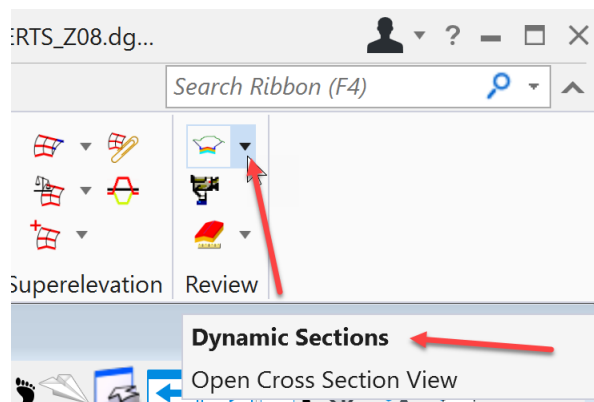 ERTS_Z08.dg...
?
Search Ribbon (F4)
Superelevation
Review
Dynamic Sections
Open Cross Section View